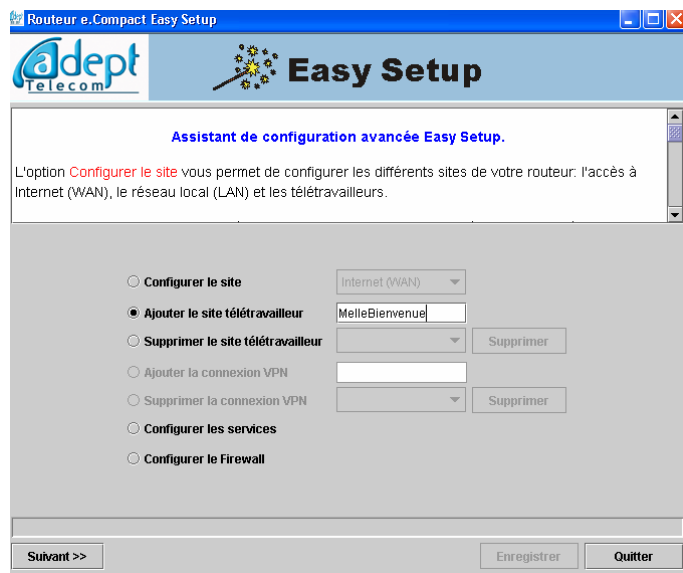 Routeur e.Compact Easy Setup
adept
Telecom
Easy Setup
Assistant de configuration avancée Easy Setup.
L'option Configurer le site vous permet de configurer les différents sites de votre routeur: l'accès à
Internet (WAN), le réseau local (LAN) et les télétravailleurs.
Configurer le site Internet (WAN)
Ajouter le site télétravailleur MelleBienvenue
Supprimer le site télétravailleur Supprimer
Ajouter la connexion VPN
Supprimer la connexion VPN Supprimer
Configurer les services
Configurer le Firewall
Suivant >> Enregistrer Quitter